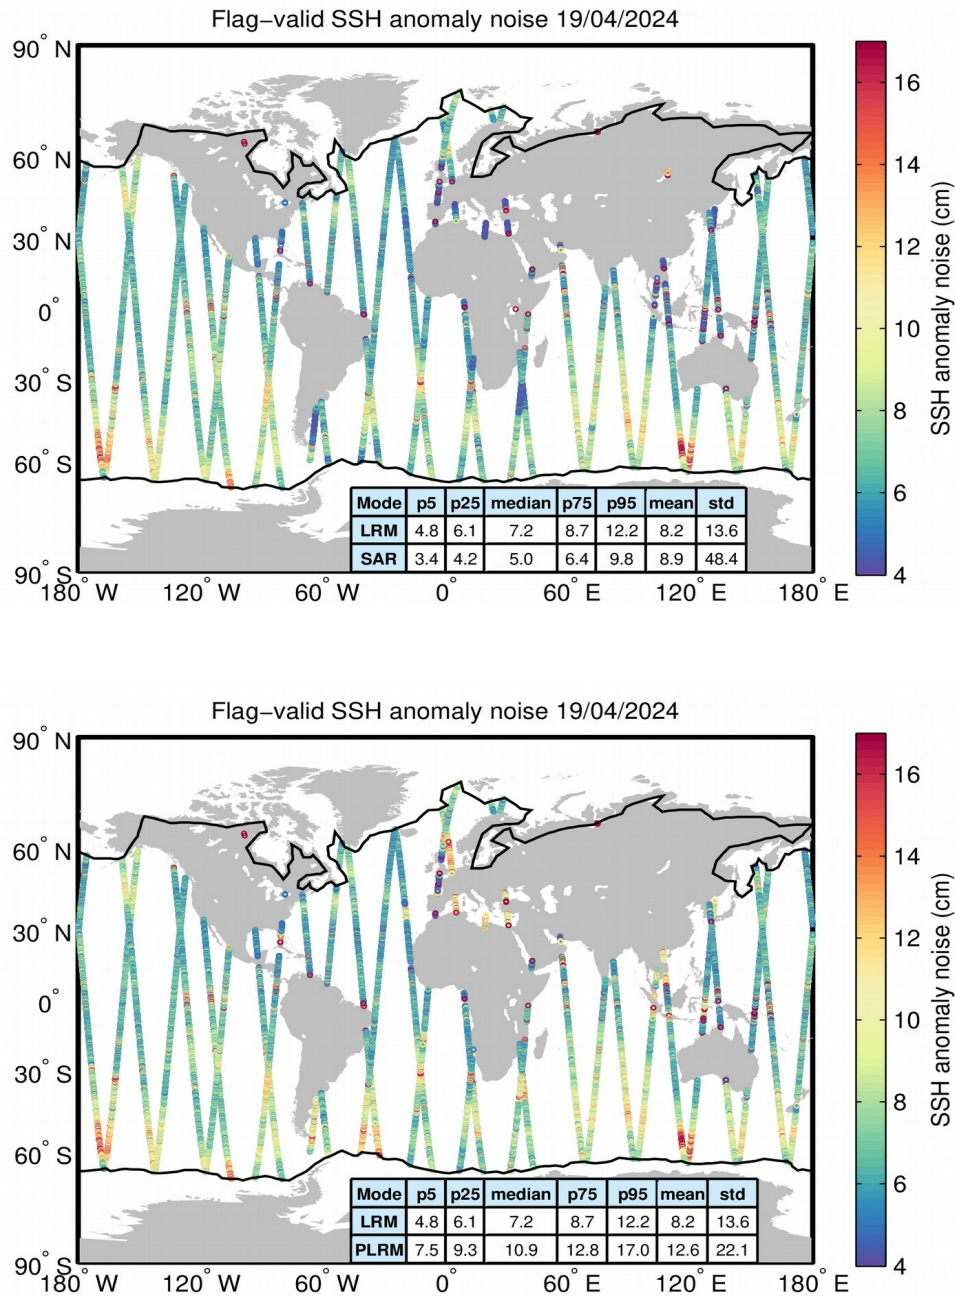 Flag−valid SSH anomaly noise 19/04/2024
90° N
60° N
30° N
0°
30° S
60° S
90° S
180° W 120° W 60° W 0° 60° E 120° E 180° E
16
14
12
10
8
6
4
SSH anomaly noise (cm)
Mode p5 p25 median p75 p95 mean std
LRM 4.8 6.1 7.2 8.7 12.2 8.2 13.6
SAR 3.4 4.2 5.0 6.4 9.8 8.9 48.4
Flag−valid SSH anomaly noise 19/04/2024
90° N
60° N
30° N
0°
30° S
60° S
90° S
180° W 120° W 60° W 0° 60° E 120° E 180° E
16
14
12
10
8
6
4
SSH anomaly noise (cm)
Mode p5 p25 median p75 p95 mean std
LRM 4.8 6.1 7.2 8.7 12.2 8.2 13.6
PLRM 7.5 9.3 10.9 12.8 17.0 12.6 22.1